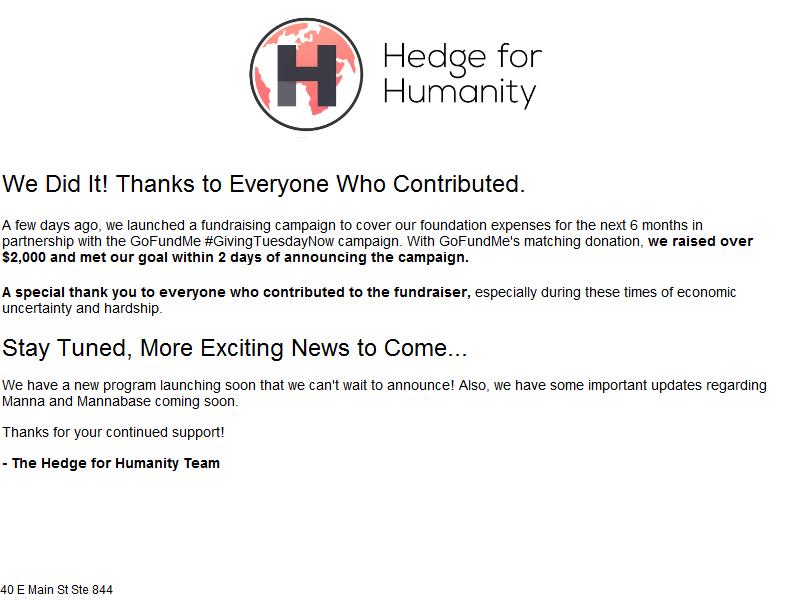 H
Hedge for
Humanity
We Did It! Thanks to Everyone Who Contributed.
A few days ago, we launched a fundraising campaign to cover our foundation expenses for the next 6 months in
partnership with the GoFundMe #GivingTuesdayNow campaign. With GoFundMe's matching donation, we raised over
$2,000 and met our goal within 2 days of announcing the campaign.
A special thank you to everyone who contributed to the fundraiser, especially during these times of economic
uncertainty and hardship.
Stay Tuned, More Exciting News to Come...
We have a new program launching soon that we can't wait to announce! Also, we have some important updates regarding
Manna and Mannabase coming soon.
Thanks for your continued support!
- The Hedge for Humanity Team
40 E Main St Ste 844